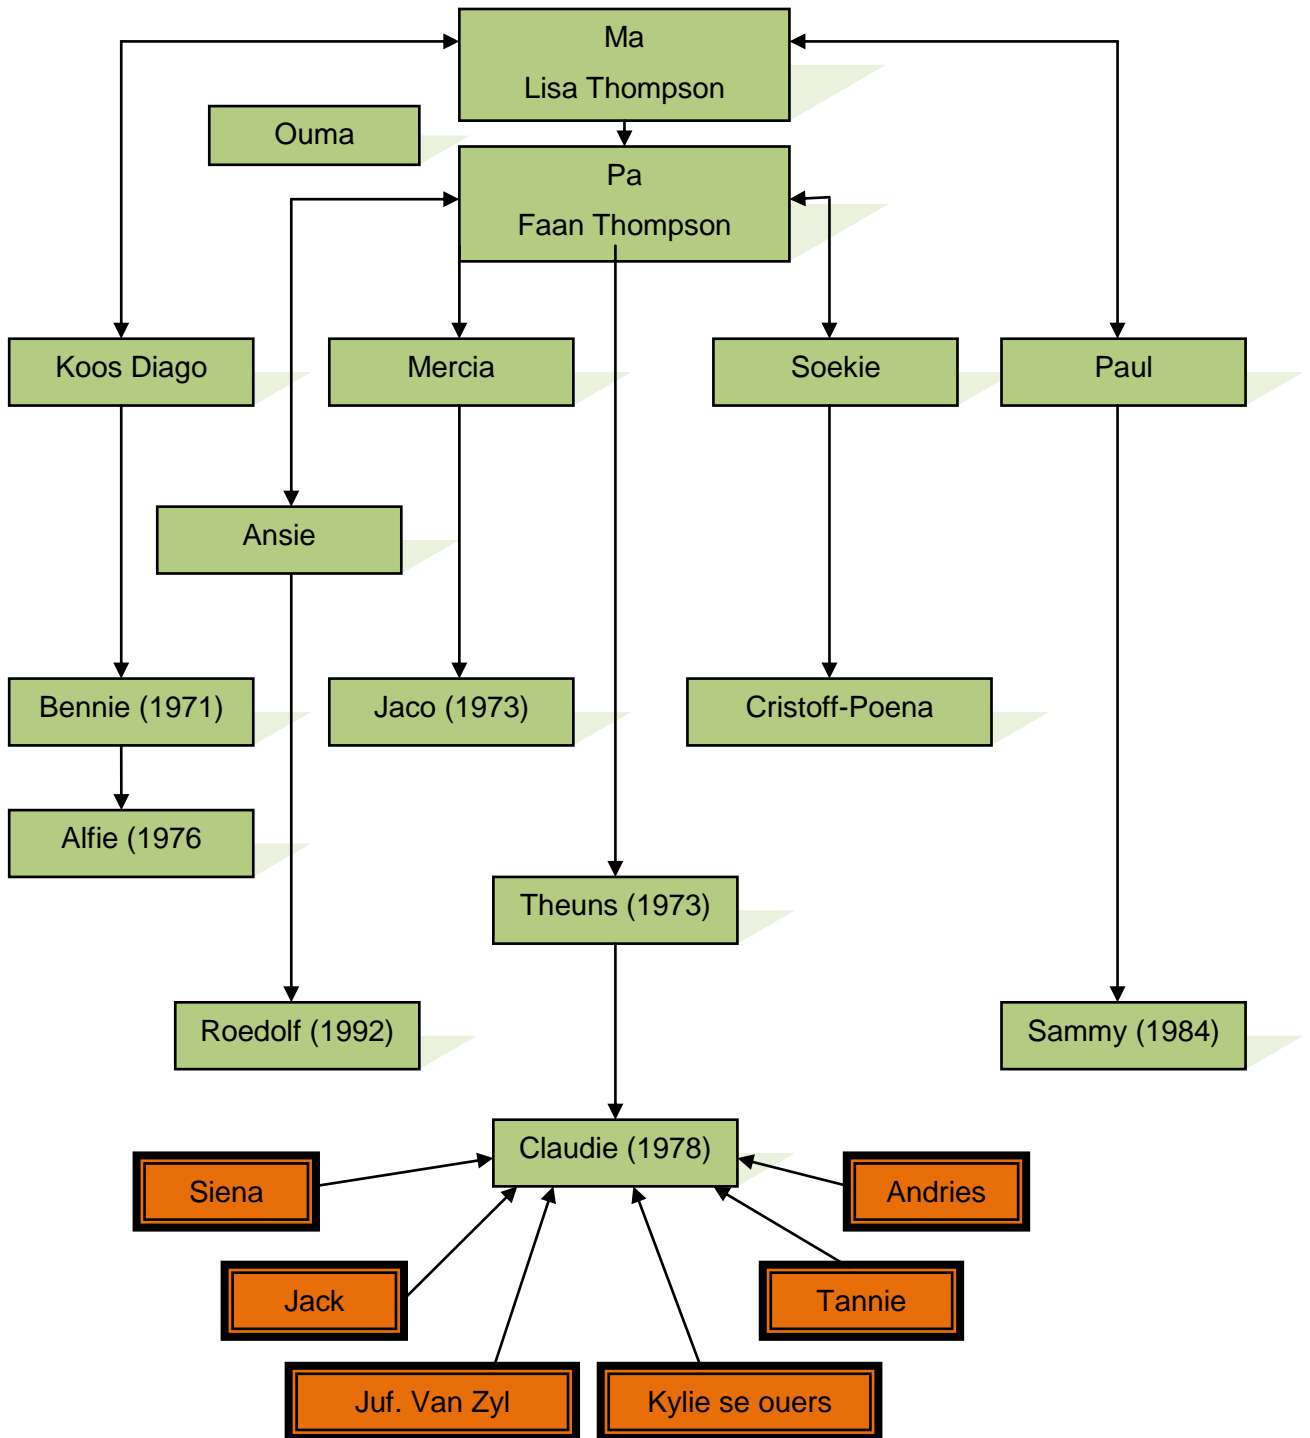 Ma
Lisa Thompson
Ouma
Pa
Faan Thompson
Koos Diago
Mercia
Soekie
Paul
Ansie
Bennie (1971)
Jaco (1973)
Cristoff-Poena
Alfie (1976
Theuns (1973)
Roedolf (1992)
Sammy (1984)
Claudie (1978)
Siena
Andries
Jack
Tannie
Juf. Van Zyl
Kylie se ouers